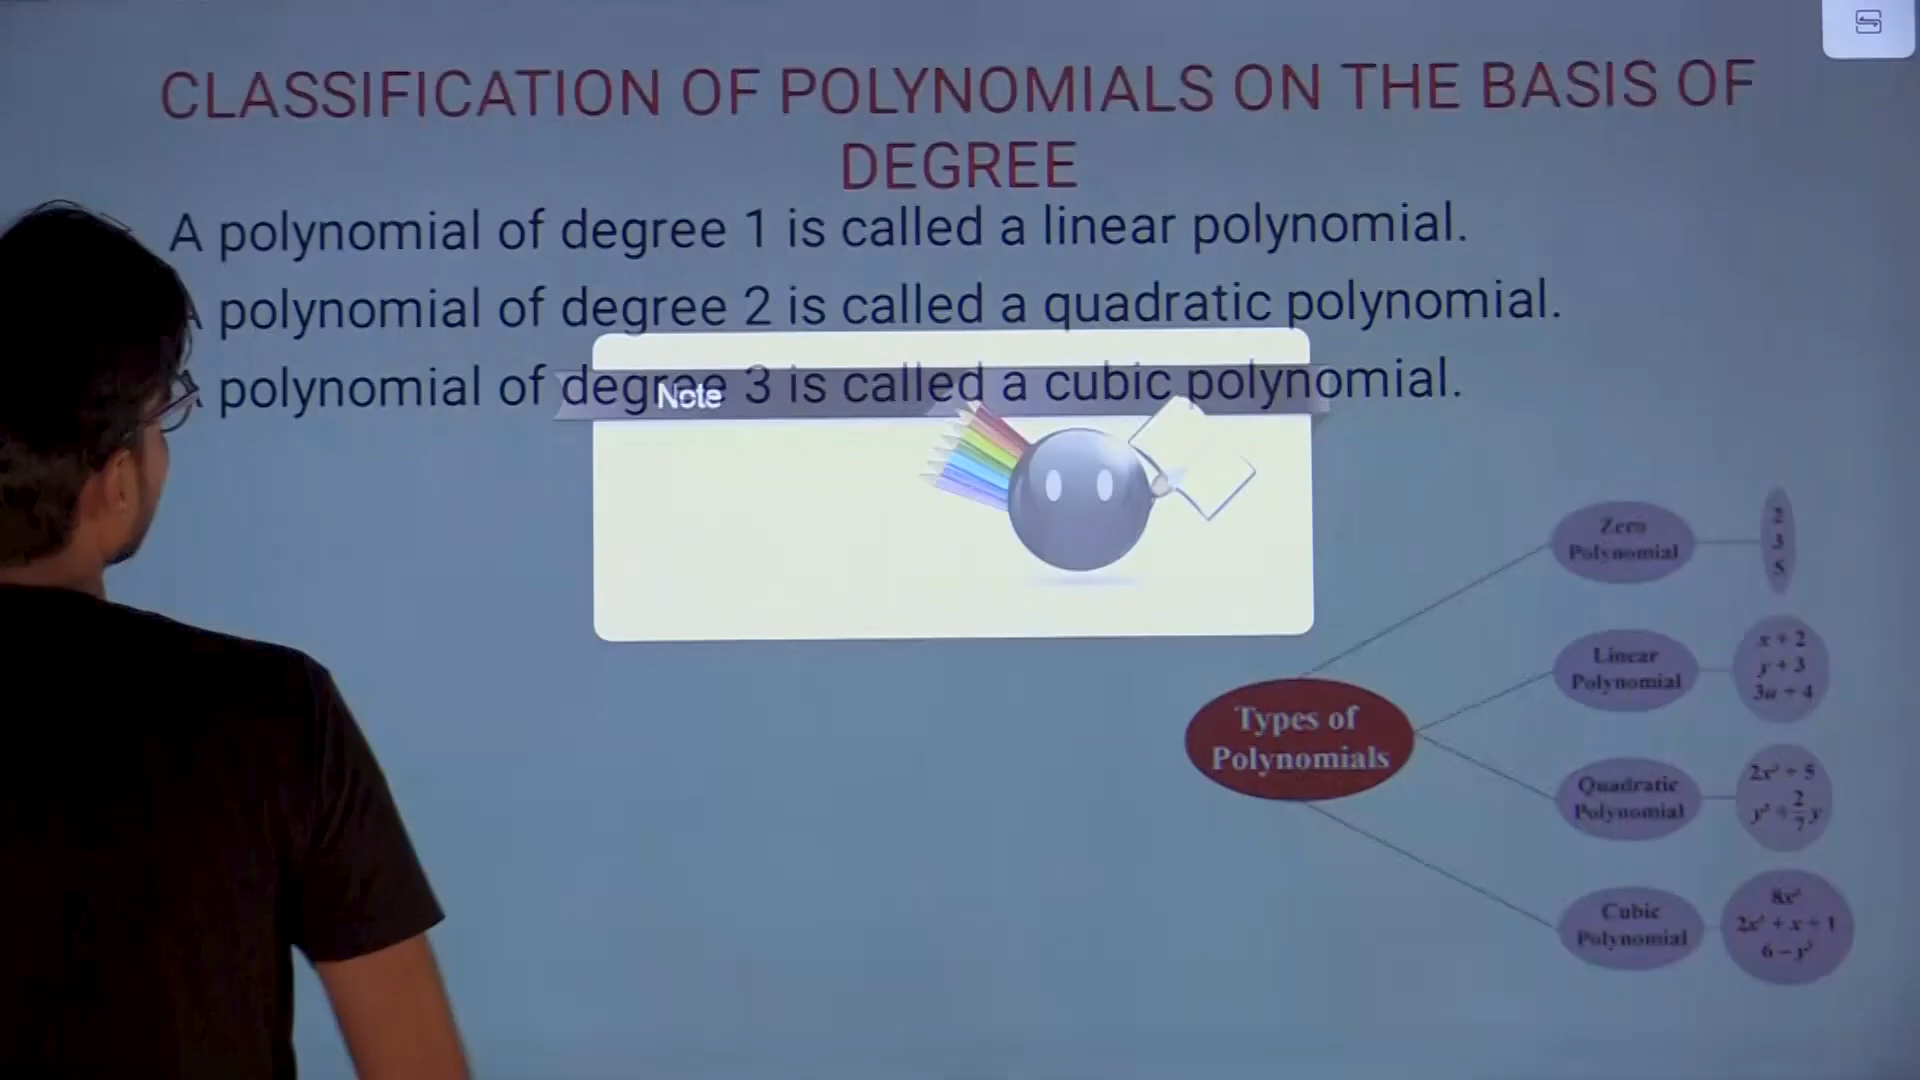 CLASSIFICATION OF POLYNOMIALS ON THE BASIS OF
DEGREE
A polynomial of degree 1 is called a linear polynomial.
A polynomial of degree 2 is called a quadratic polynomial.
A polynomial of degree 3 is called a cubic polynomial.
Note
Types of
Polynomials
Zero
Polynomial
2
3
5
Linear
Polynomial
x + 2
y + 3
3u + 4
Quadratic
Polynomial
2x² + 5
y² + 2/7 y
Cubic
Polynomial
8x³
2x³ + x + 1
6 − y³